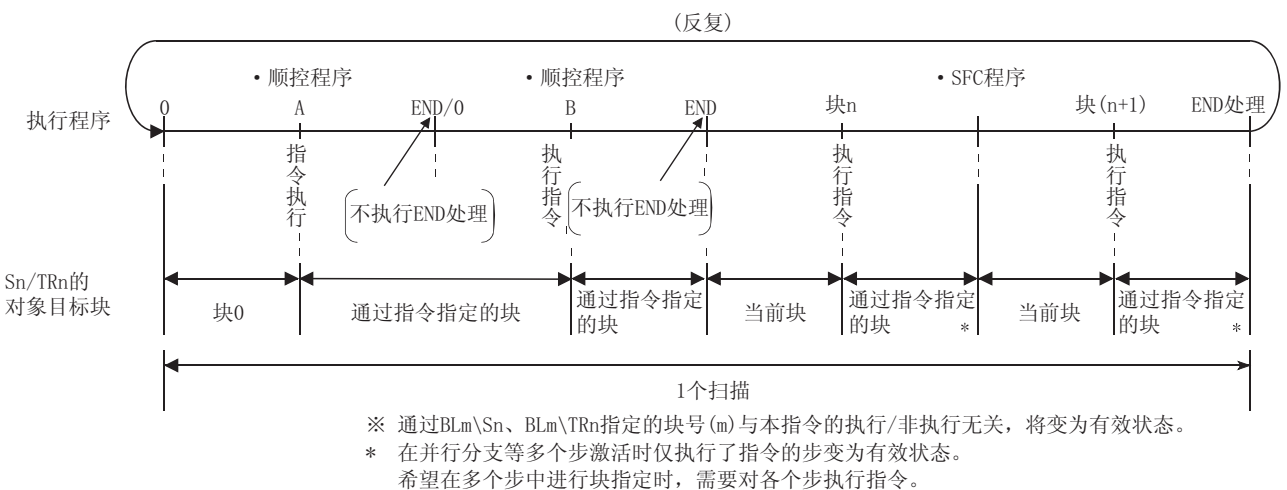 (反复)
·顺控程序
·顺控程序
·SFC程序
执行程序
0
A
END/0
B
END
块n
块(n+1)
END处理
指令执行
不执行END处理
执行指令
不执行END处理
执行指令
执行指令
Sn/TRn的
对象目标块
块0
通过指令指定的块
通过指令指定
的块
当前块
通过指令指定
的块 *
当前块
通过指令指定
的块 *
1个扫描
※ 通过BLm\Sn、BLm\TRn指定的块号(m)与本指令的执行/非执行无关，将变为有效状态。
* 在并行分支等多个步激活时仅执行了指令的步变为有效状态。
希望在多个步中进行块指定时，需要对各个步执行指令。